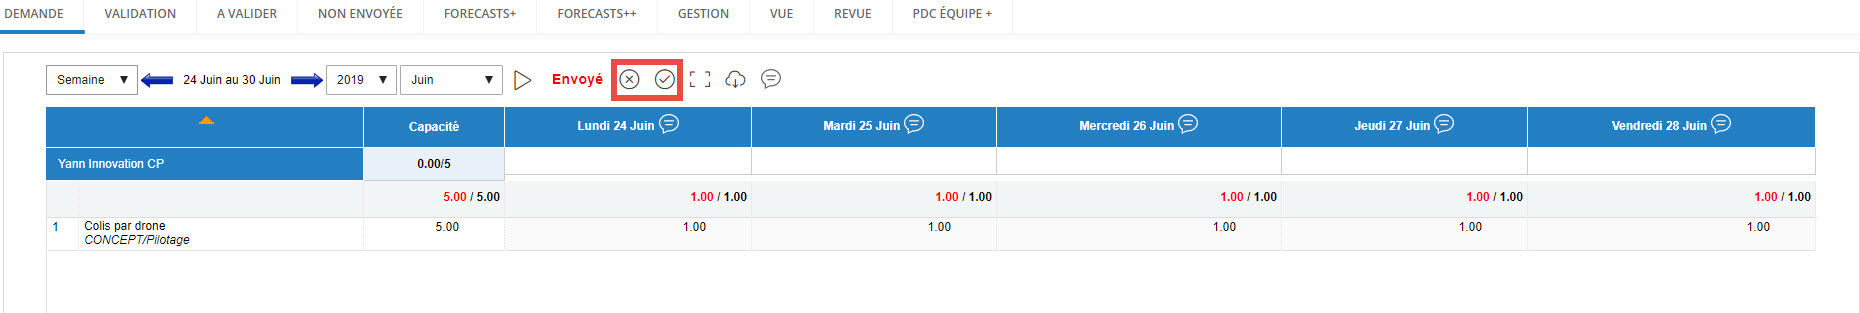 DEMANDE VALIDATION A VALIDER NON ENVOYÉE FORECASTS+ FORECASTS++ GESTION VUE REVUE PDC ÉQUIPE +
Semaine 24 Juin au 30 Juin 2019 Juin Envoyé
Capacité Lundi 24 Juin Mardi 25 Juin Mercredi 26 Juin Jeudi 27 Juin Vendredi 28 Juin
Yann Innovation CP 0.00/5
5.00 / 5.00 1.00 / 1.00 1.00 / 1.00 1.00 / 1.00 1.00 / 1.00 1.00 / 1.00
1 Colis par drone 5.00 1.00 1.00 1.00 1.00 1.00
CONCEPT/Pilotage